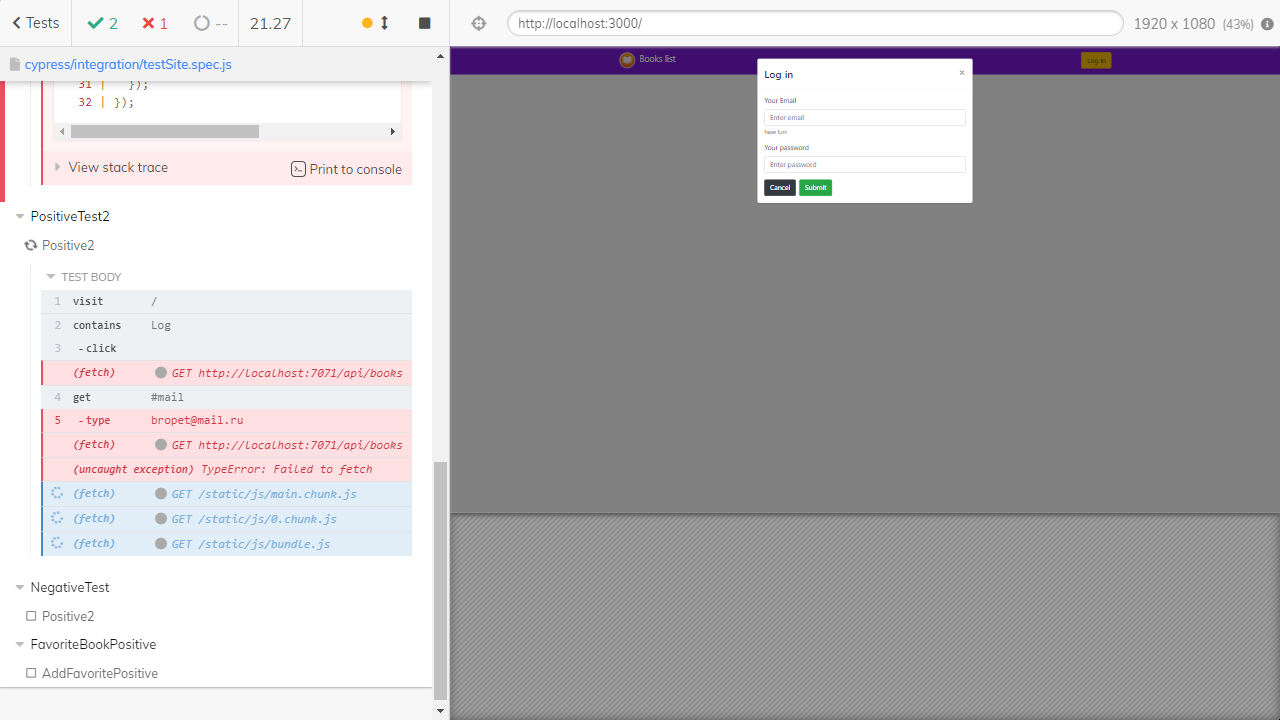 Tests
2
1
--
21.27
http://localhost:3000/
1920 x 1080 (43%)
cypress/integration/testSite.spec.js
31 | });
32 | });
View stack trace
Print to console
PositiveTest2
Positive2
TEST BODY
1 visit /
2 contains Log
3 -click
(fetch) GET http://localhost:7071/api/books
4 get #mail
5 -type bropet@mail.ru
(fetch) GET http://localhost:7071/api/books
(uncaught exception) TypeError: Failed to fetch
(fetch) GET /static/js/main.chunk.js
(fetch) GET /static/js/0.chunk.js
(fetch) GET /static/js/bundle.js
NegativeTest
Positive2
FavoriteBookPositive
AddFavoritePositive
Books list
Log in
Log in
×
Your Email
Enter email
have fun!
Your password
Enter password
Cancel
Submit